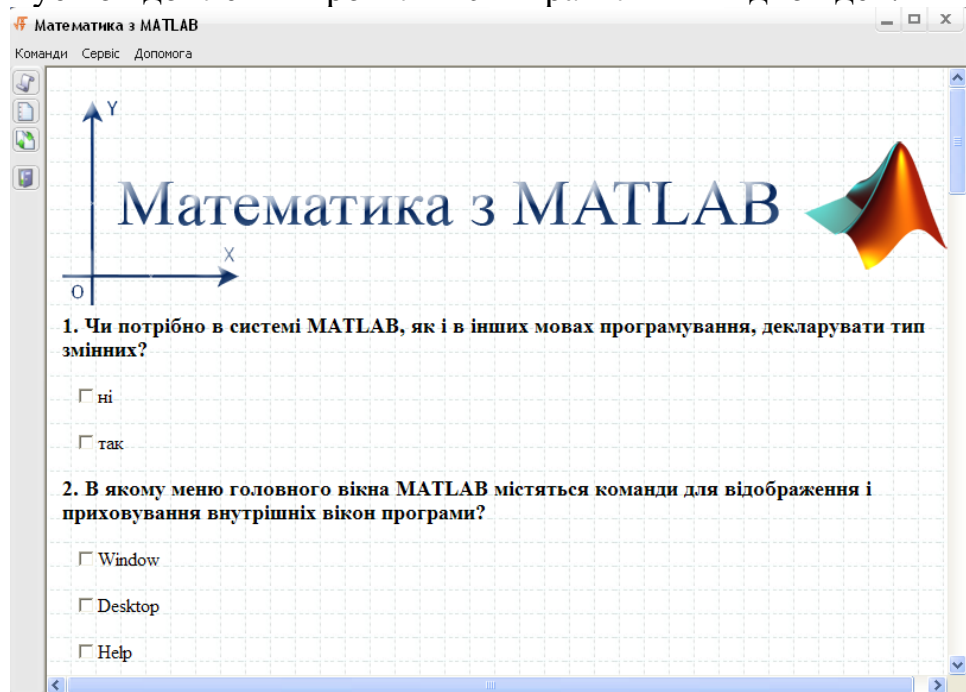 Математика з MATLAB
Команди Сервіс Допомога
Y
Математика з MATLAB
X
O
1. Чи потрібно в системі MATLAB, як і в інших мовах програмування, декларувати тип
змінних?
ні
так
2. В якому меню головного вікна MATLAB містяться команди для відображення і
приховування внутрішніх вікон програми?
Window
Desktop
Help